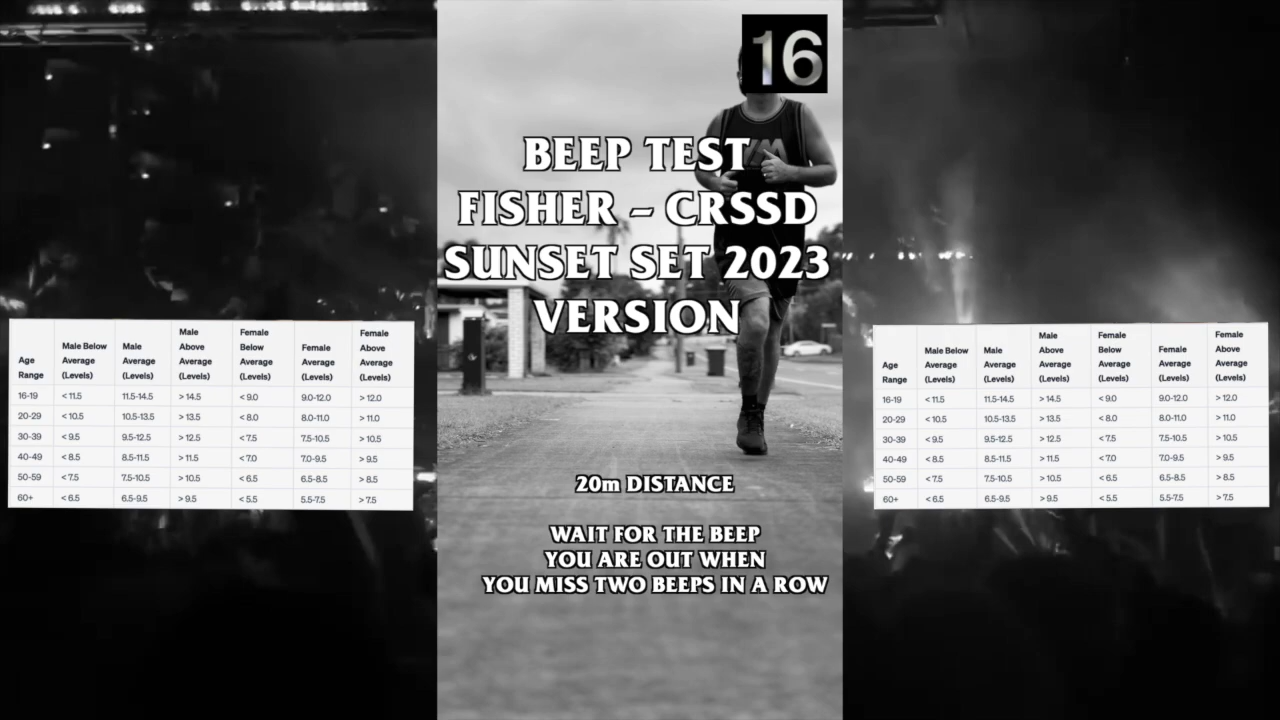 16
BEEP TEST
FISHER – CRSSD
SUNSET SET 2023
VERSION
20m DISTANCE
WAIT FOR THE BEEP
YOU ARE OUT WHEN
YOU MISS TWO BEEPS IN A ROW
Age Range Male Below Average (Levels) Male Average (Levels) Male Above Average (Levels) Female Below Average (Levels) Female Average (Levels) Female Above Average (Levels)
16-19 < 11.5 11.5-14.5 > 14.5 < 9.0 9.0-12.0 > 12.0
20-29 < 10.5 10.5-13.5 > 13.5 < 8.0 8.0-11.0 > 11.0
30-39 < 9.5 9.5-12.5 > 12.5 < 7.5 7.5-10.5 > 10.5
40-49 < 8.5 8.5-11.5 > 11.5 < 7.0 7.0-9.5 > 9.5
50-59 < 7.5 7.5-10.5 > 10.5 < 6.5 6.5-8.5 > 8.5
60+ < 6.5 6.5-9.5 > 9.5 < 5.5 5.5-7.5 > 7.5
Age Range Male Below Average (Levels) Male Average (Levels) Male Above Average (Levels) Female Below Average (Levels) Female Average (Levels) Female Above Average (Levels)
16-19 < 11.5 11.5-14.5 > 14.5 < 9.0 9.0-12.0 > 12.0
20-29 < 10.5 10.5-13.5 > 13.5 < 8.0 8.0-11.0 > 11.0
30-39 < 9.5 9.5-12.5 > 12.5 < 7.5 7.5-10.5 > 10.5
40-49 < 8.5 8.5-11.5 > 11.5 < 7.0 7.0-9.5 > 9.5
50-59 < 7.5 7.5-10.5 > 10.5 < 6.5 6.5-8.5 > 8.5
60+ < 6.5 6.5-9.5 > 9.5 < 5.5 5.5-7.5 > 7.5